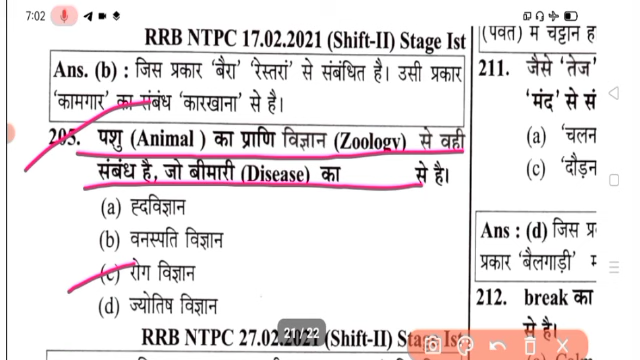 7:02
RRB NTPC 17.02.2021 (Shift-II) Stage Ist
Ans. (b) : जिस प्रकार 'बैरा' 'रेस्तरां' से संबंधित है। उसी प्रकार
'कामगार' का संबंध 'कारखाना' से है।
205. पशु (Animal ) का प्राणि विज्ञान (Zoology) से वही
संबंध है, जो बीमारी (Disease) का से है।
(a) ह्दविज्ञान
(b) वनस्पति विज्ञान
(c) रोग विज्ञान
(d) ज्योतिष विज्ञान
21/22
RRB NTPC 27.02.2021 (Shift-II) Stage Ist
(पर्वत) में चट्टान ह
211. जैसे 'तेज'
'मंद' से सं
(a) 'चलन
(c) 'दौड़न
Ans : (d) जिस प्र
प्रकार 'बैलगाड़ी'
212. break का
से है।